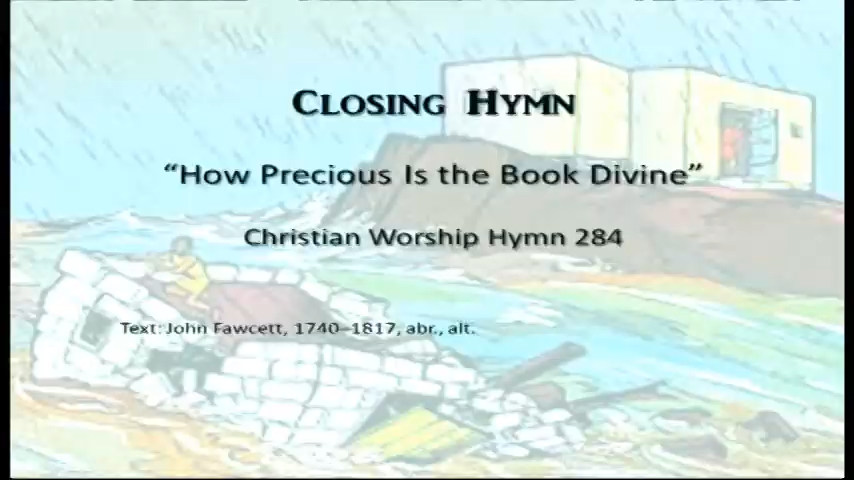 CLOSING HYMN
“How Precious Is the Book Divine”
Christian Worship Hymn 284
Text: John Fawcett, 1740–1817, abr., alt.